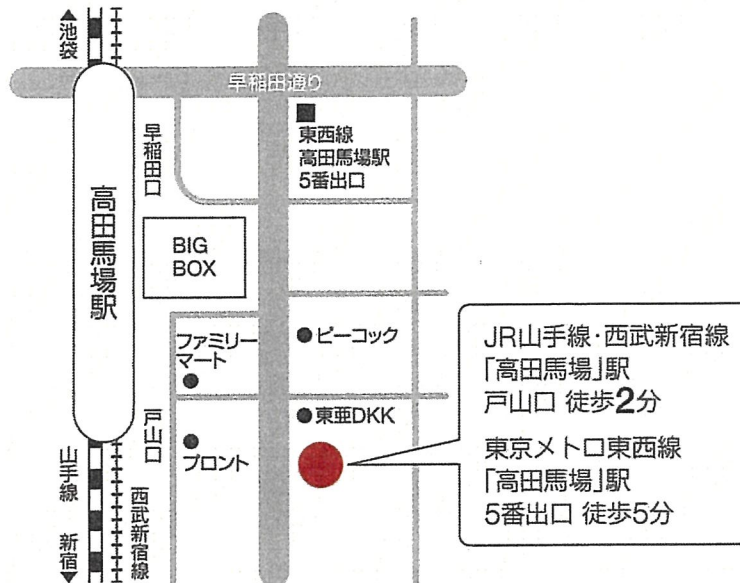 ▲池袋
早稲田通り
早稲田口
東西線
高田馬場駅
5番出口
高田馬場駅
BIG
BOX
ファミリー
マート
ピーコック
戸山口
プロント
東亜DKK
山手線
新宿▼
西武新宿線
JR山手線・西武新宿線
「高田馬場」駅
戸山口 徒歩2分
東京メトロ東西線
「高田馬場」駅
5番出口 徒歩5分